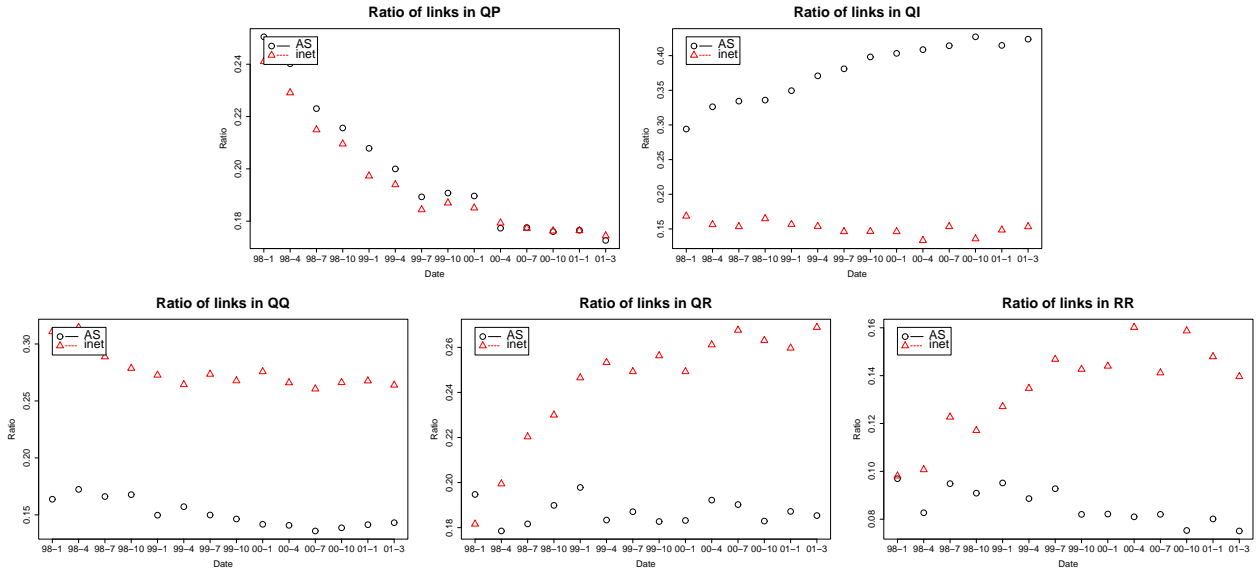 Ratio of links in QP
AS
inet
Ratio
0.24
0.22
0.20
0.18
98–1 98–4 98–7 98–10 99–1 99–4 99–7 99–10 00–1 00–4 00–7 00–10 01–1 01–3
Date
Ratio of links in QI
AS
inet
Ratio
0.40
0.35
0.30
0.25
0.20
0.15
98–1 98–4 98–7 98–10 99–1 99–4 99–7 99–10 00–1 00–4 00–7 00–10 01–1 01–3
Date
Ratio of links in QQ
AS
inet
Ratio
0.30
0.25
0.20
0.15
98–1 98–4 98–7 98–10 99–1 99–4 99–7 99–10 00–1 00–4 00–7 00–10 01–1 01–3
Date
Ratio of links in QR
AS
inet
Ratio
0.26
0.24
0.22
0.20
0.18
98–1 98–4 98–7 98–10 99–1 99–4 99–7 99–10 00–1 00–4 00–7 00–10 01–1 01–3
Date
Ratio of links in RR
AS
inet
Ratio
0.16
0.14
0.12
0.10
0.08
98–1 98–4 98–7 98–10 99–1 99–4 99–7 99–10 00–1 00–4 00–7 00–10 01–1 01–3
Date